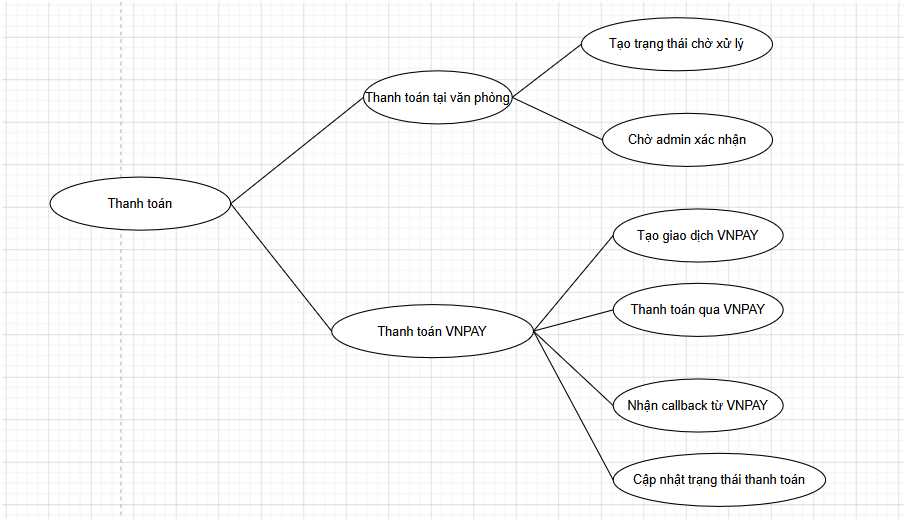 Tạo trạng thái chờ xử lý
Thanh toán tại văn phòng
Chờ admin xác nhận
Thanh toán
Tạo giao dịch VNPAY
Thanh toán qua VNPAY
Thanh toán VNPAY
Nhận callback từ VNPAY
Cập nhật trạng thái thanh toán